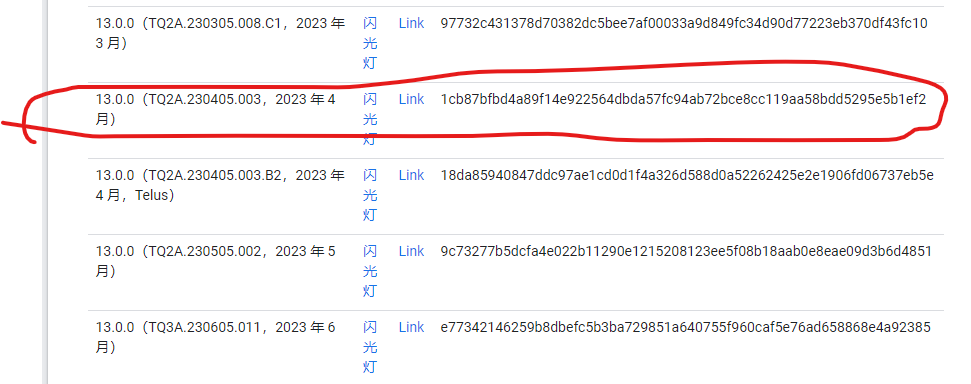 13.0.0（TQ2A.230305.008.C1，2023 年 闪 Link 97732c431378d70382dc5bee7af00033a9d849fc34d90d77223eb370df43fc10
3 月） 光
灯
13.0.0（TQ2A.230405.003，2023 年 4 闪 Link 1cb87bfbd4a89f14e922564dbda57fc94ab72bce8cc119aa58bdd5295e5b1ef2
月） 光
灯
13.0.0（TQ2A.230405.003.B2，2023 年 闪 Link 18da85940847ddc97ae1cd0d1f4a326d588d0a52262425e2e1906fd06737eb5e
4 月，Telus） 光
灯
13.0.0（TQ2A.230505.002，2023 年 5 闪 Link 9c73277b5dcfa4e022b11290e1215208123ee5f08b18aab0e8eae09d3b6d4851
月） 光
灯
13.0.0（TQ3A.230605.011，2023 年 6 闪 Link e77342146259b8dbefc5b3ba729851a640755f960caf5e76ad658868e4a92385
月） 光
灯